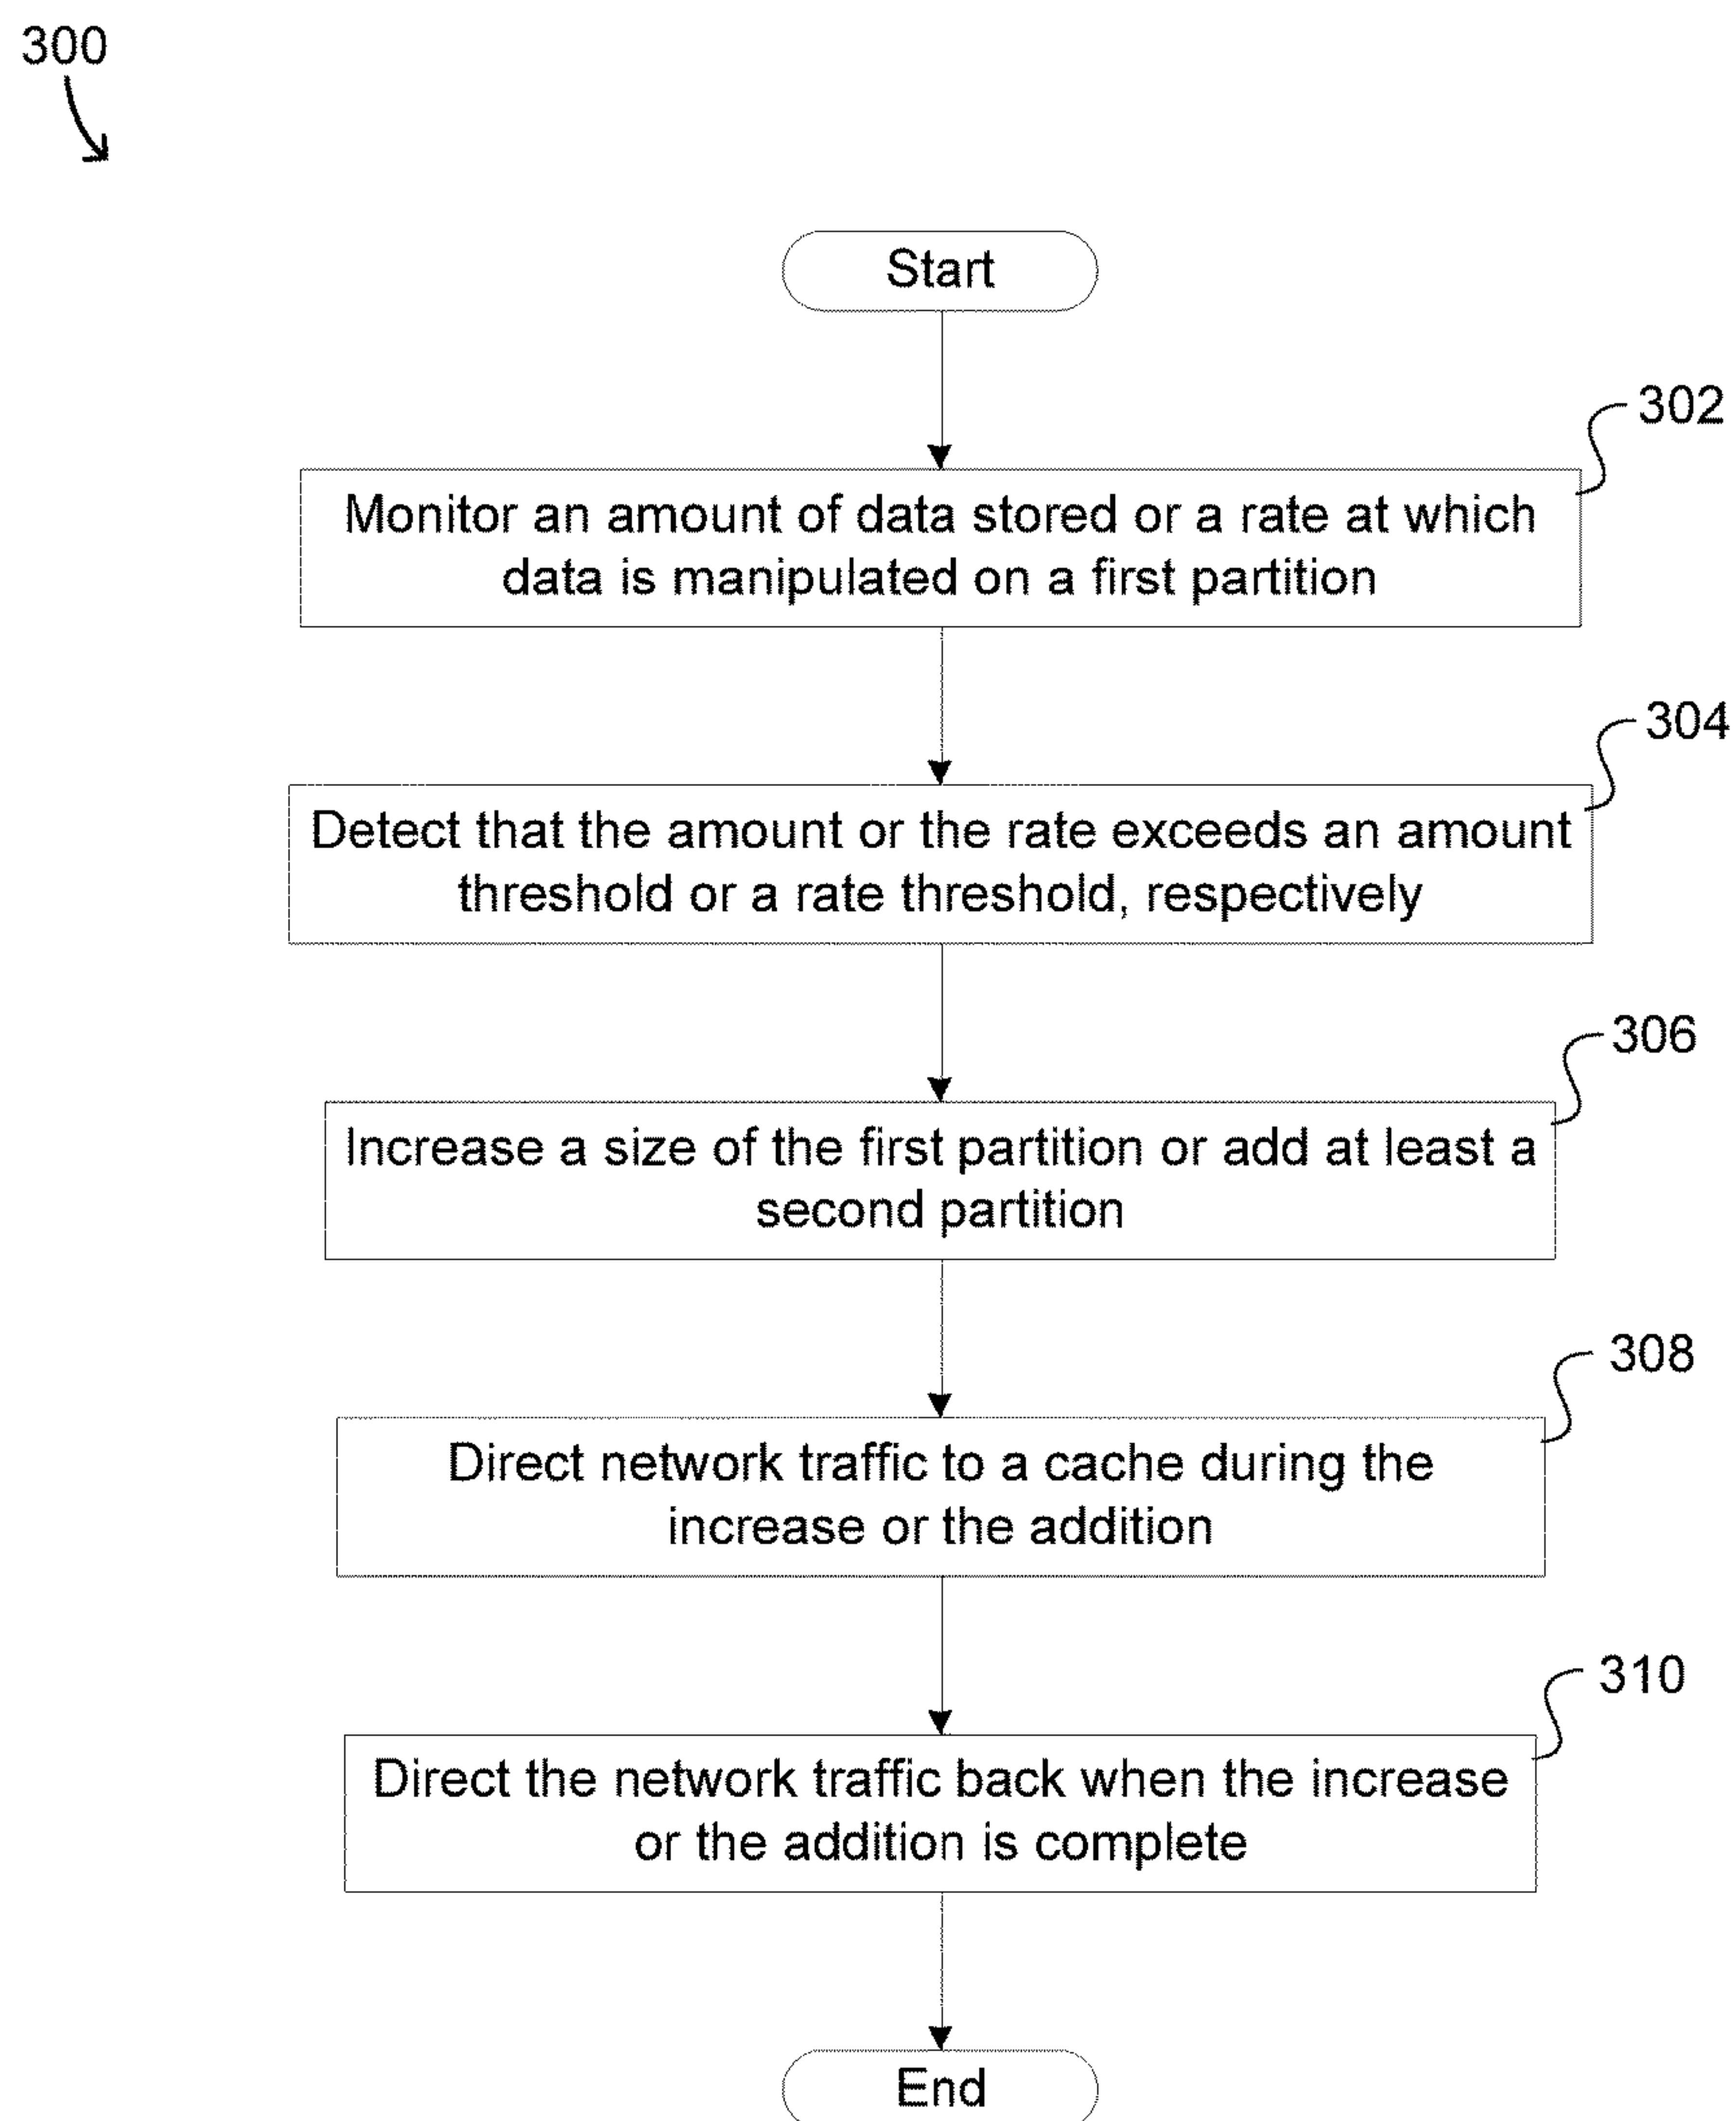 300
Start
302
Monitor an amount of data stored or a rate at which
data is manipulated on a first partition
304
Detect that the amount or the rate exceeds an amount
threshold or a rate threshold, respectively
306
Increase a size of the first partition or add at least a
second partition
308
Direct network traffic to a cache during the
increase or the addition
310
Direct the network traffic back when the increase
or the addition is complete
End